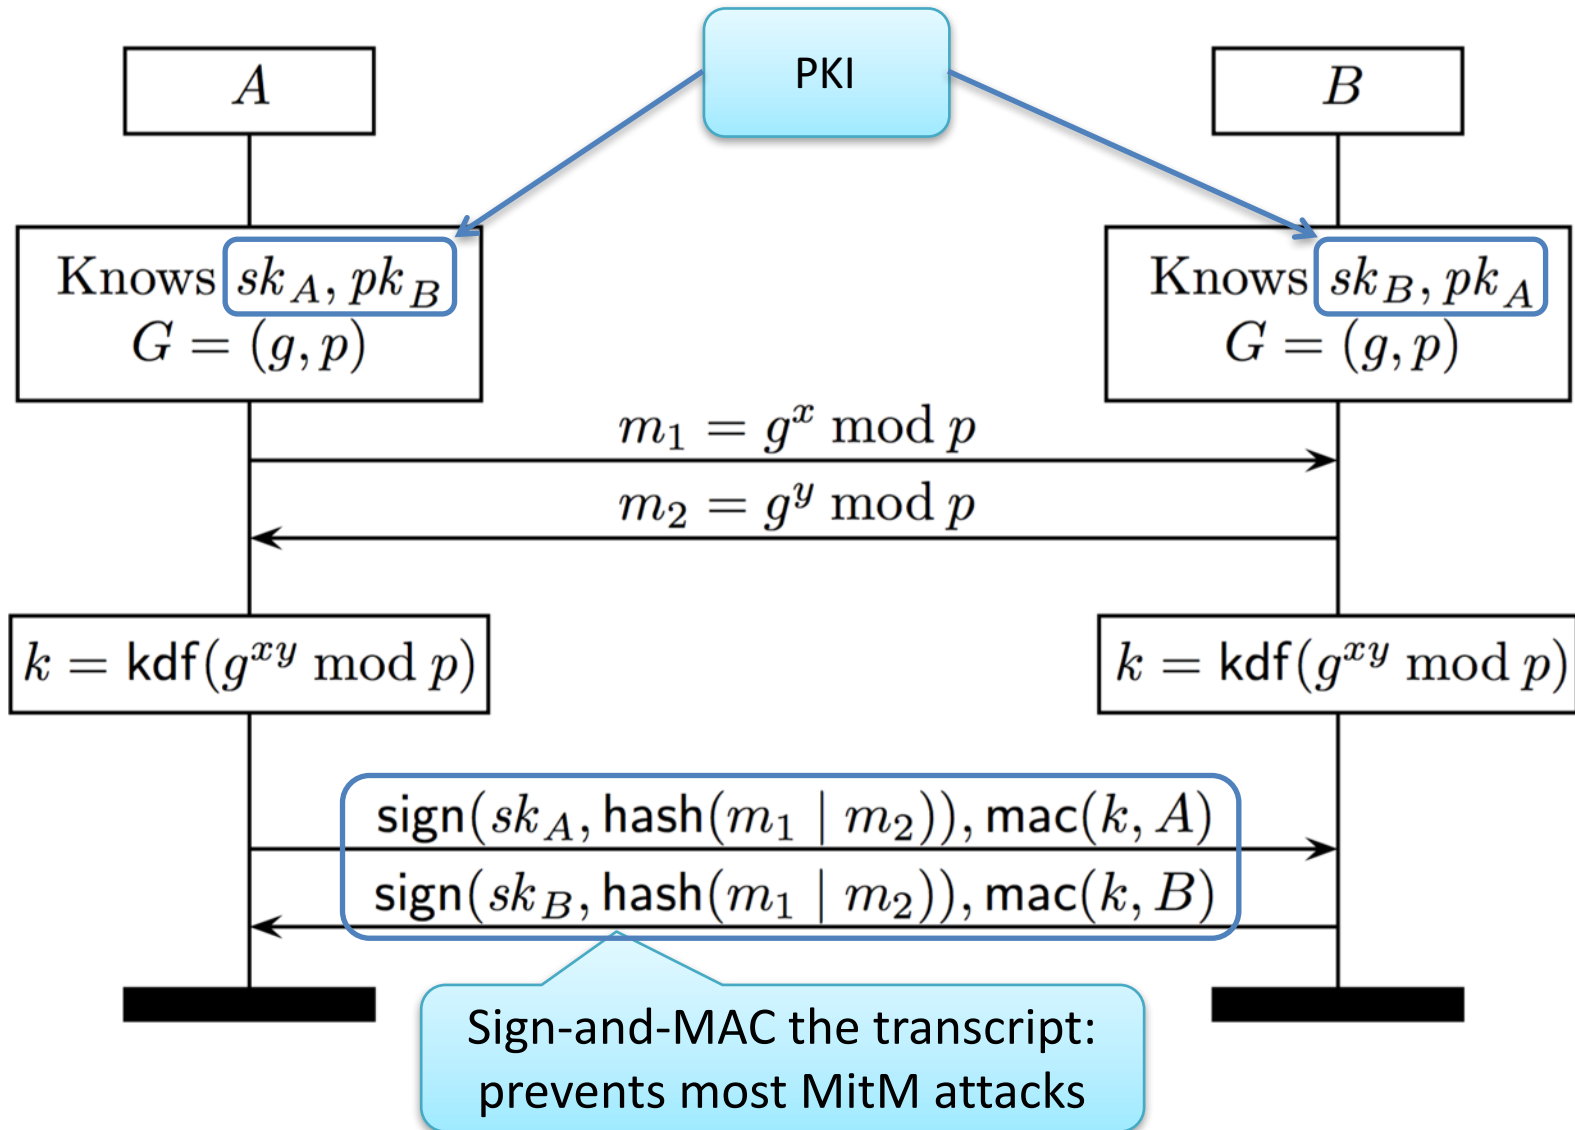 PKI
A
B
Knows sk_A, pk_B
G = (g, p)
Knows sk_B, pk_A
G = (g, p)
m_1 = g^x mod p
m_2 = g^y mod p
k = kdf(g^{xy} mod p)
k = kdf(g^{xy} mod p)
sign(sk_A, hash(m_1 | m_2)), mac(k, A)
sign(sk_B, hash(m_1 | m_2)), mac(k, B)
Sign-and-MAC the transcript:
prevents most MitM attacks